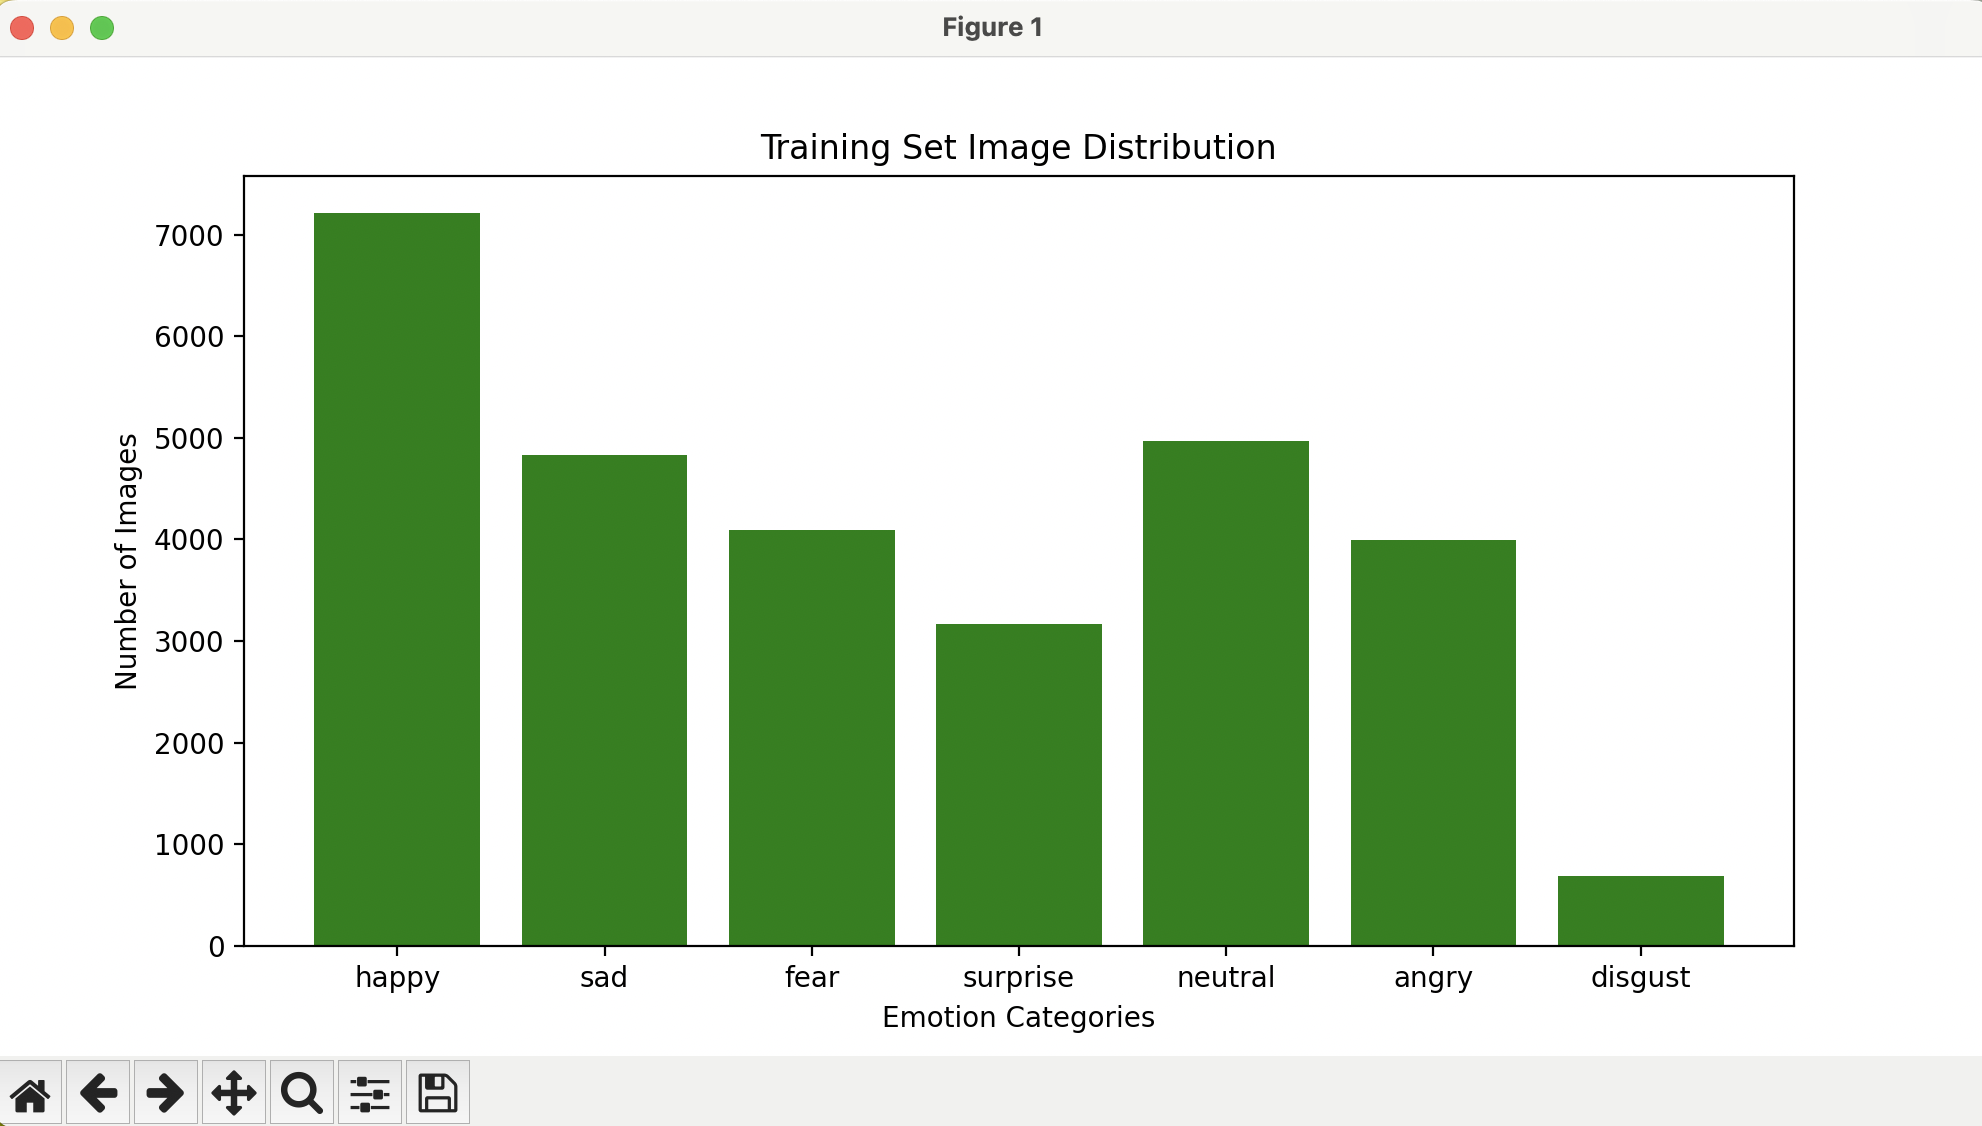 Figure 1
Training Set Image Distribution
Number of Images
7000
6000
5000
4000
3000
2000
1000
0
happy sad fear surprise neutral angry disgust
Emotion Categories